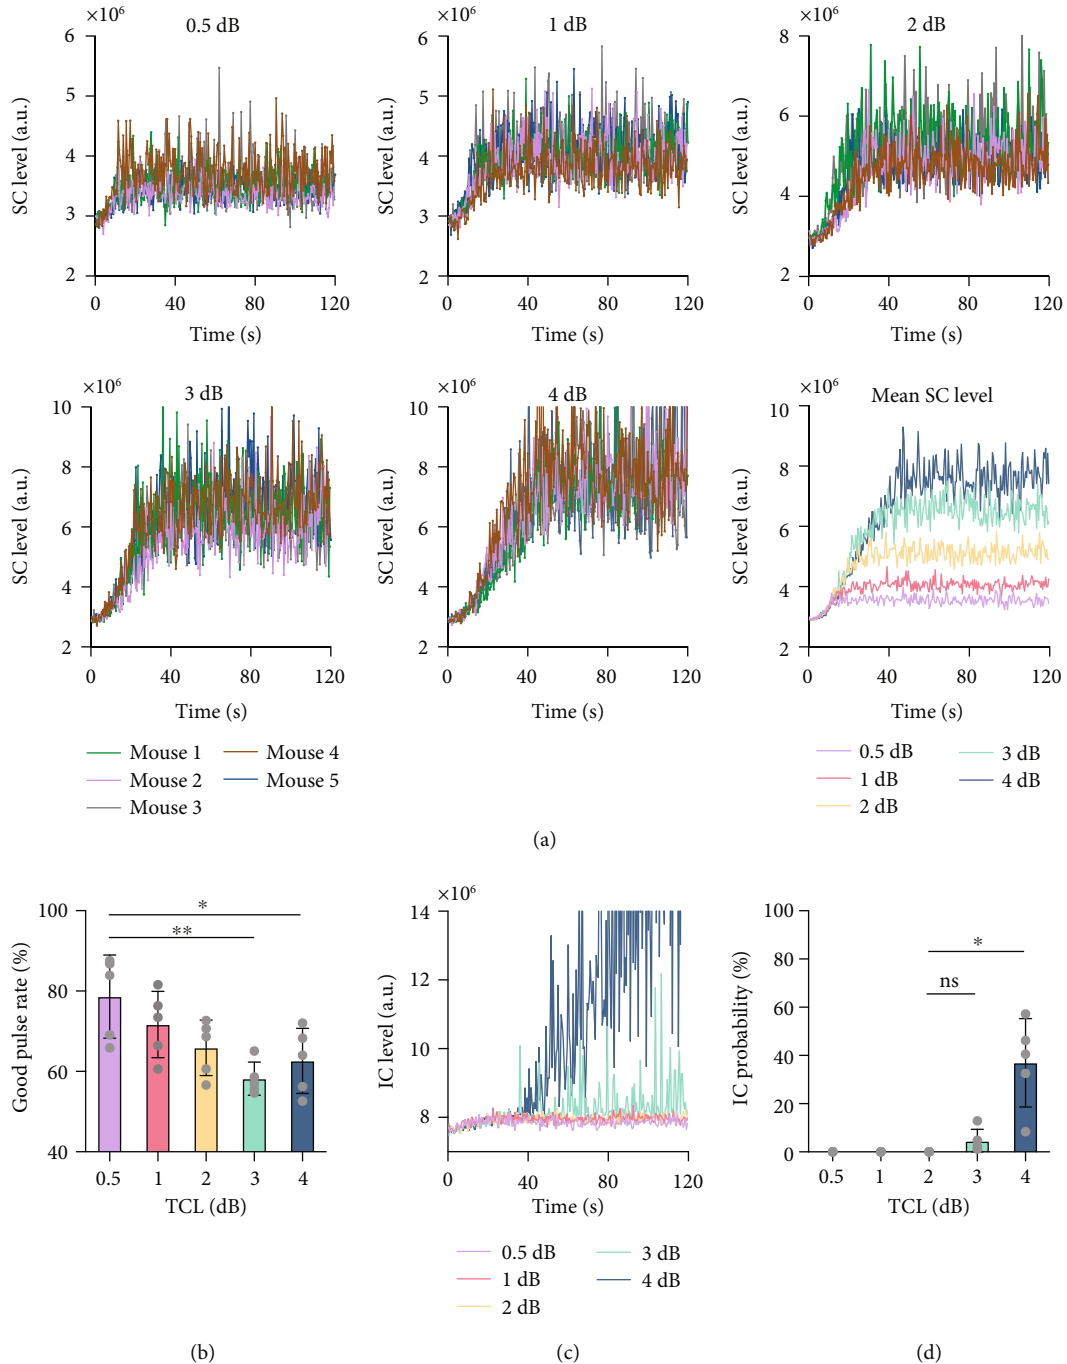 ×10⁶ 0.5 dB
6
5
4
3
2
SC level (a.u.)
0 40 80 120
Time (s)
×10⁶ 1 dB
6
5
4
3
2
SC level (a.u.)
0 40 80 120
Time (s)
×10⁶ 2 dB
8
6
4
2
SC level (a.u.)
0 40 80 120
Time (s)
×10⁶ 3 dB
10
8
6
4
2
SC level (a.u.)
0 40 80 120
Time (s)
×10⁶ 4 dB
10
8
6
4
2
SC level (a.u.)
0 40 80 120
Time (s)
×10⁶ Mean SC level
10
8
6
4
2
SC level (a.u.)
0 40 80 120
Time (s)
Mouse 1 Mouse 4
Mouse 2 Mouse 5
Mouse 3
0.5 dB 3 dB
1 dB 4 dB
2 dB
(a)
100
80
60
40
Good pulse rate (%)
*
**
0.5 1 2 3 4
TCL (dB)
(b)
×10⁶
14
12
10
8
IC level (a.u.)
0 40 80 120
Time (s)
0.5 dB 3 dB
1 dB 4 dB
2 dB
(c)
100
80
60
40
20
0
IC probability (%)
*
ns
0.5 1 2 3 4
TCL (dB)
(d)